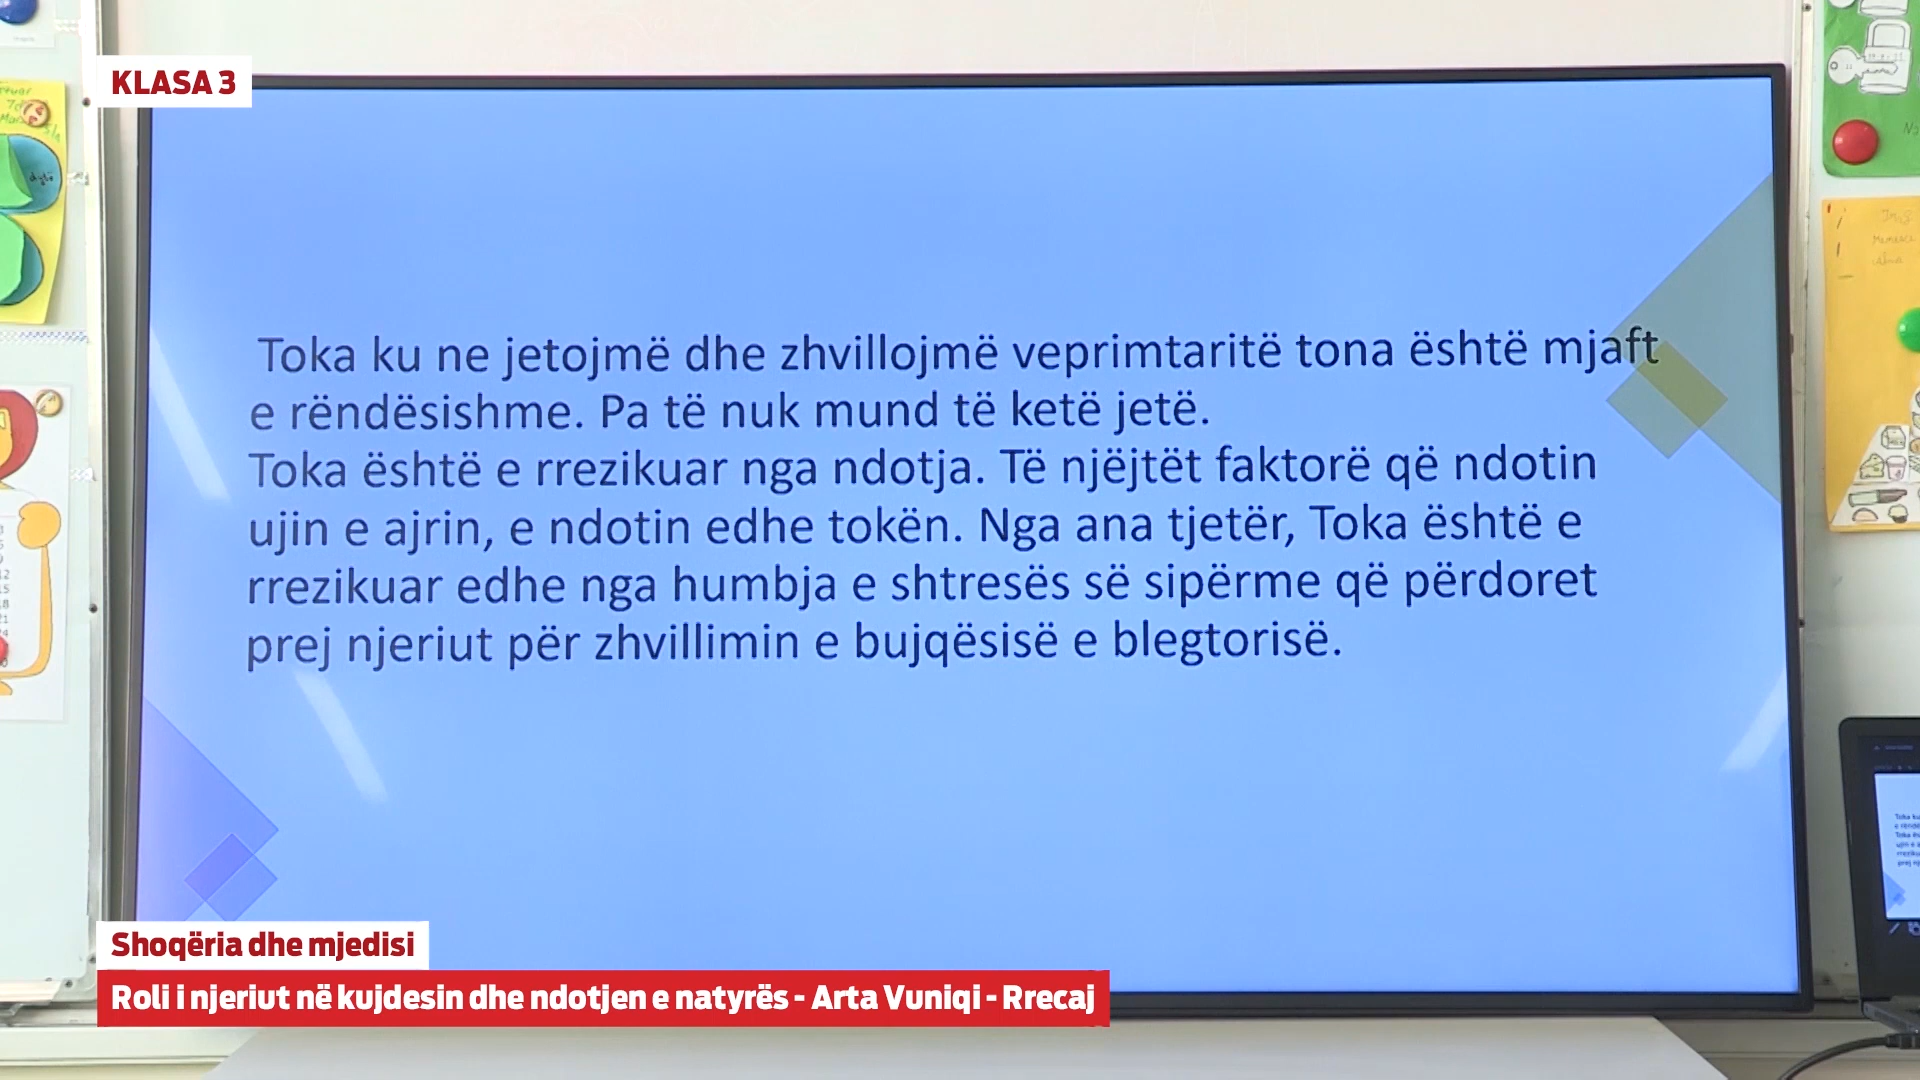 KLASA 3
Toka ku ne jetojmë dhe zhvillojmë veprimtaritë tona është mjaft
e rëndësishme. Pa të nuk mund të ketë jetë.
Toka është e rrezikuar nga ndotja. Të njëjtët faktorë që ndotin
ujin e ajrin, e ndotin edhe tokën. Nga ana tjetër, Toka është e
rrezikuar edhe nga humbja e shtresës së sipërme që përdoret
prej njeriut për zhvillimin e bujqësisë e blegtorisë.
Shoqëria dhe mjedisi
Roli i njeriut në kujdesin dhe ndotjen e natyrës - Arta Vuniqi - Rrecaj